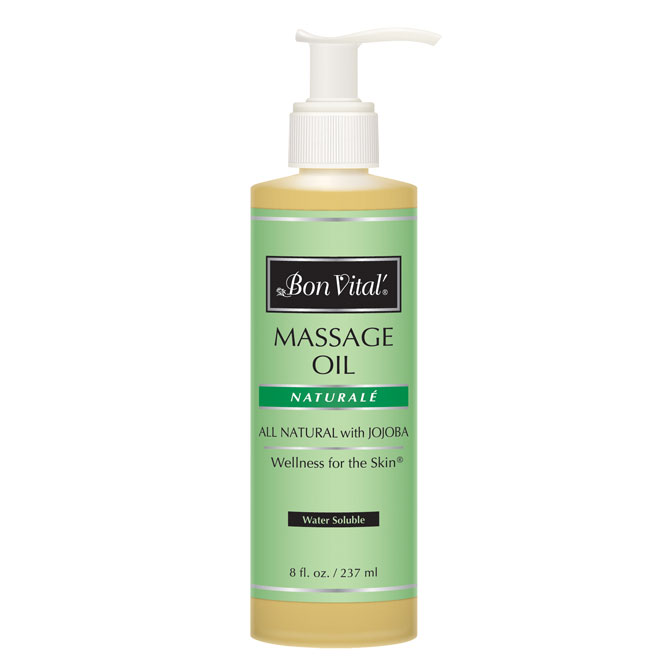 Bon Vital'®
MASSAGE
OIL
NATURALÉ
ALL NATURAL with JOJOBA
Wellness for the Skin®
Water Soluble
8 fl. oz. / 237 ml